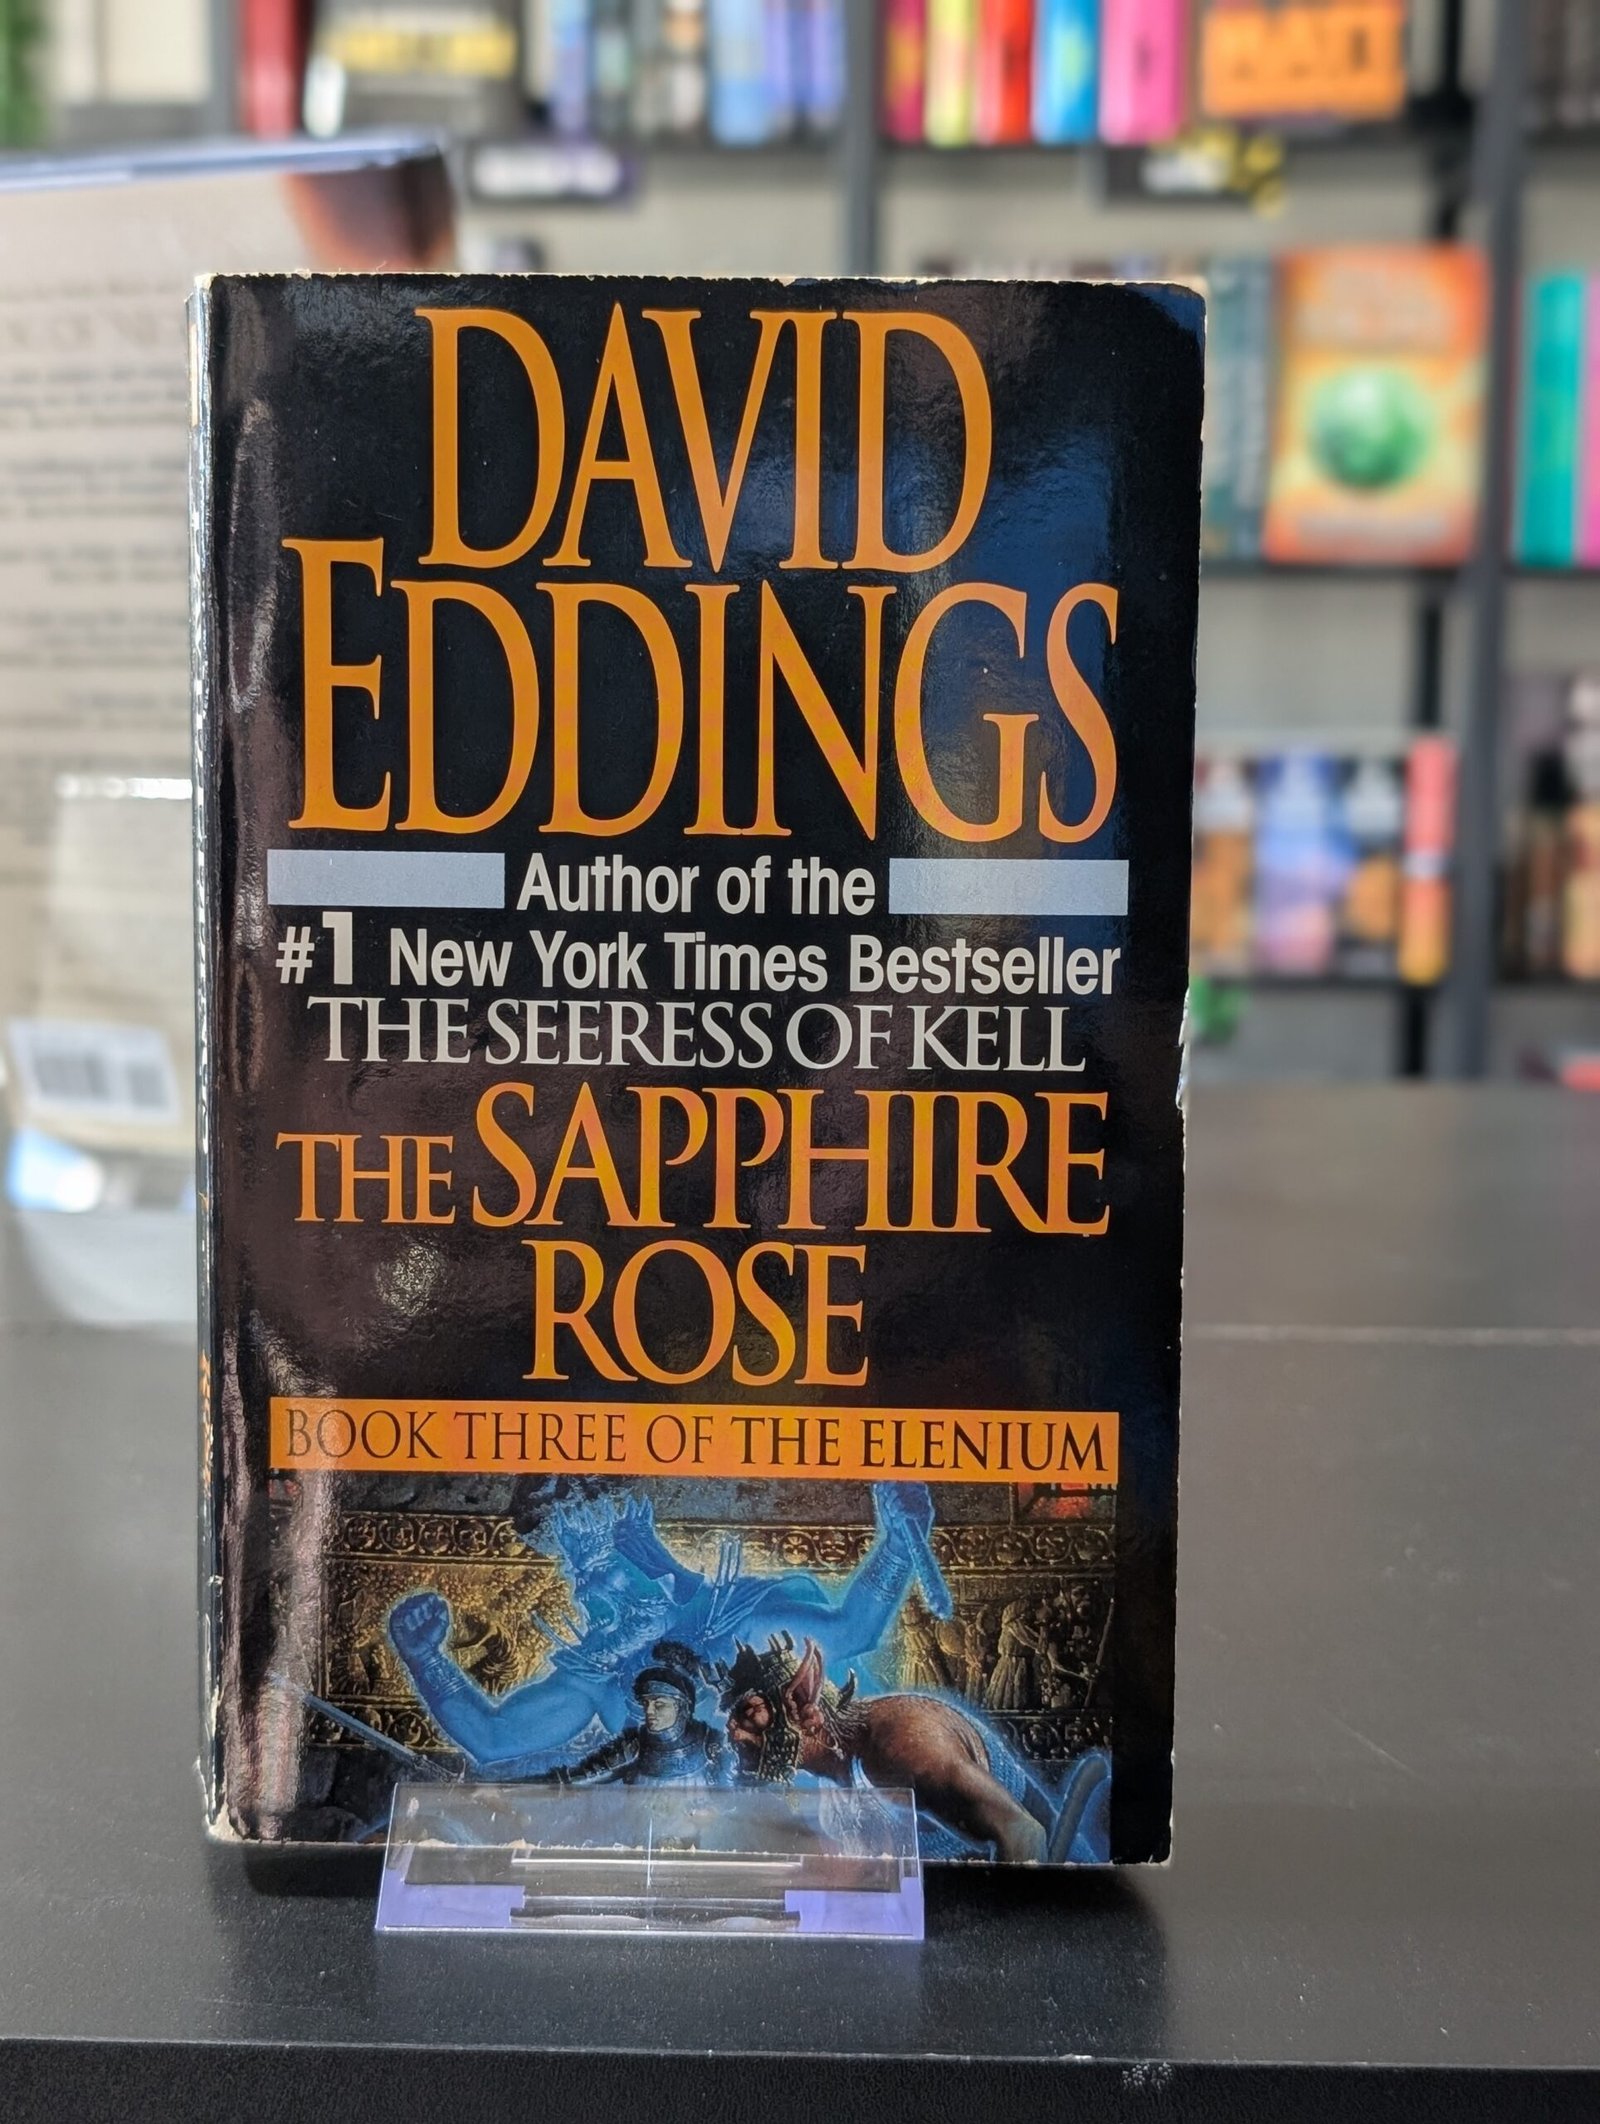 DAVID
EDDINGS
Author of the
#1 New York Times Bestseller
THE SEERESS OF KELL
THE SAPPHIRE
ROSE
BOOK THREE OF THE ELENIUM